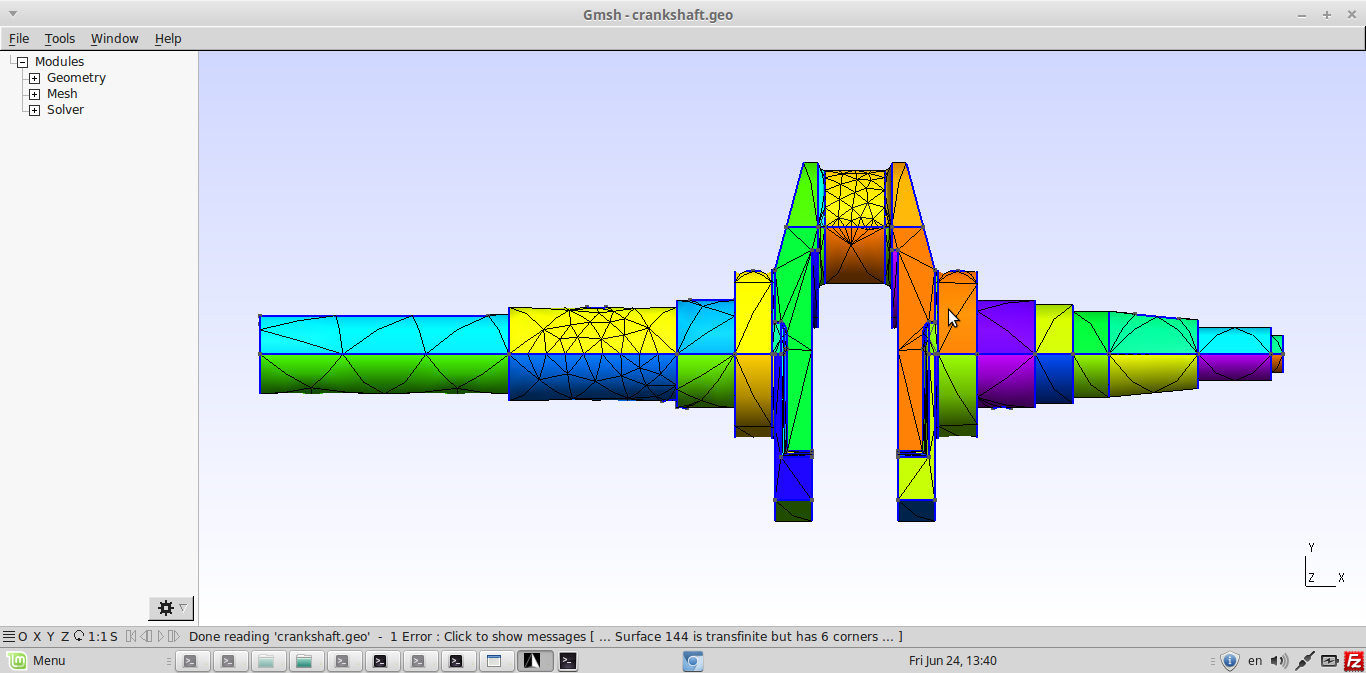 Gmsh - crankshaft.geo
File Tools Window Help
Modules
Geometry
Mesh
Solver
Y
Z X
O X Y Z 1:1 S Done reading 'crankshaft.geo' - 1 Error : Click to show messages [ ... Surface 144 is transfinite but has 6 corners ... ]
Menu Fri Jun 24, 13:40 en